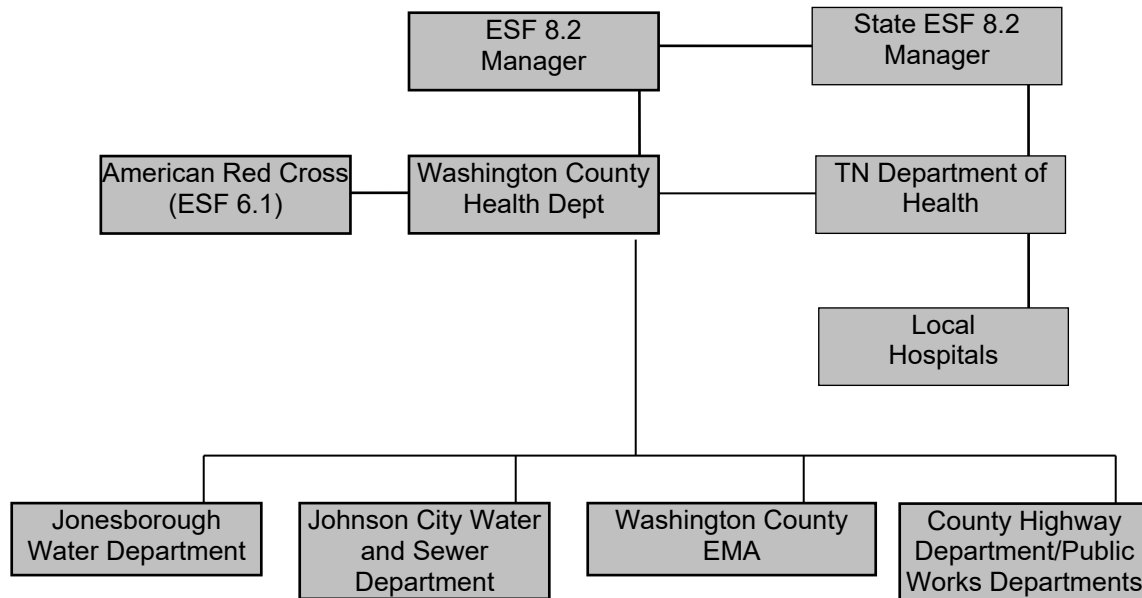 ESF 8.2
Manager
State ESF 8.2
Manager
American Red Cross
(ESF 6.1)
Washington County
Health Dept
TN Department of
Health
Local
Hospitals
Jonesborough
Water Department
Johnson City Water
and Sewer
Department
Washington County
EMA
County Highway
Department/Public
Works Departments